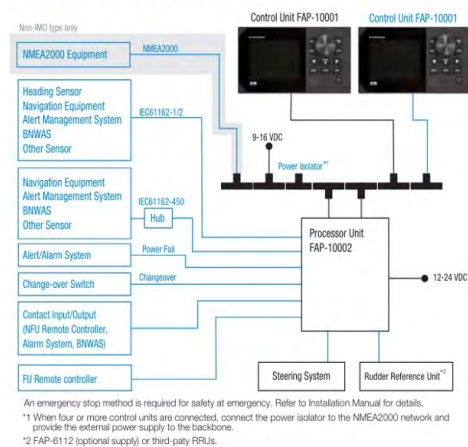 Control Unit FAP-10001
Control Unit FAP-10001
Non-IMO type only
NMEA2000 Equipment
NMEA2000
Heading Sensor
Navigation Equipment
Alert Management System
BNWAS
Other Sensor
IEC61162-1/2
9-16 VDC
Power Isolator*1
Navigation Equipment
Alert Management System
BNWAS
Other Sensor
IEC61162-450
Hub
Processor Unit
FAP-10002
Alert/Alarm System
Power Fail
Change-over Switch
Changeover
12-24 VDC
Contact Input/Output
(NFU Remote Controller,
Alarm System, BNWAS)
FU Remote controller
Steering System
Rudder Reference Unit*2
An emergency stop method is required for safety at emergency. Refer to Installation Manual for details.
*1 When four or more control units are connected, connect the power isolator to the NMEA2000 network and
provide the external power supply to the backbone.
*2 FAP-6112 (optional supply) or third-paty RRUs.